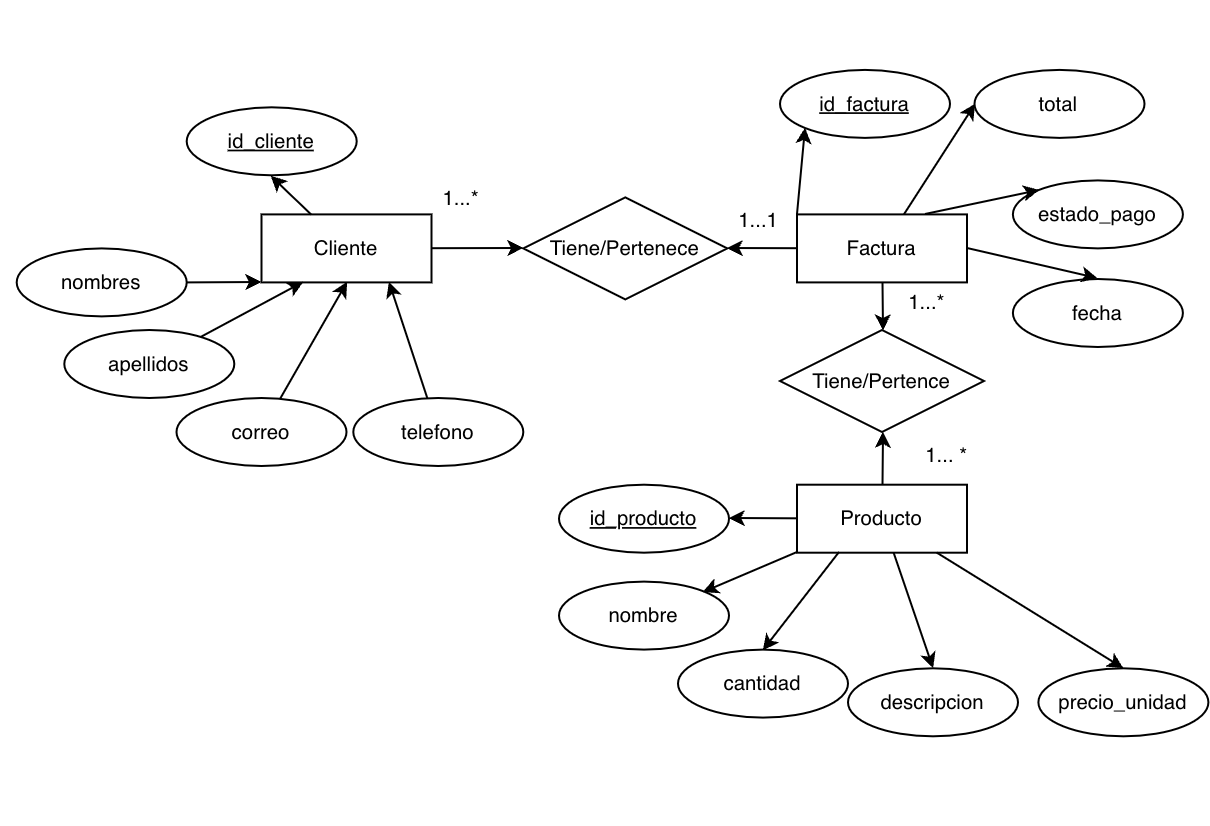 id_factura
total
id_cliente
1...*
estado_pago
1...1
Cliente
Tiene/Pertenece
Factura
nombres
1...*
fecha
apellidos
Tiene/Pertence
correo
telefono
1... *
id_producto
Producto
nombre
cantidad
descripcion
precio_unidad